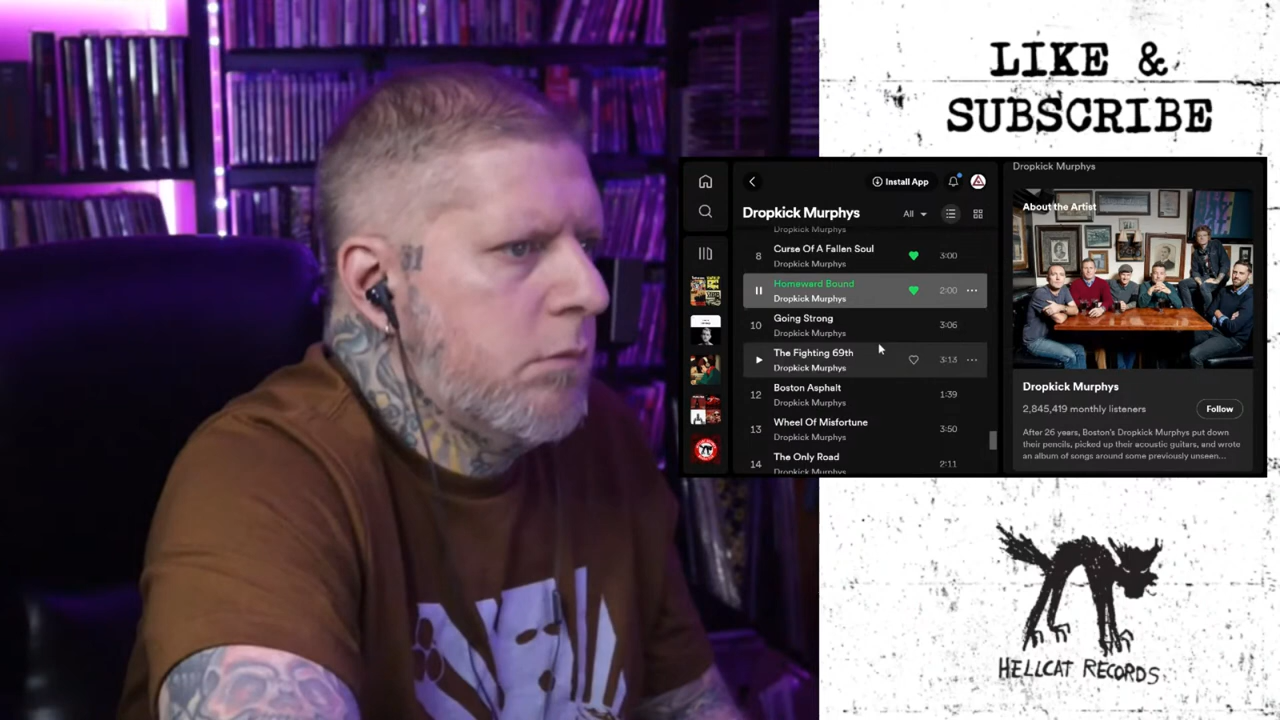 LIKE &
SUBSCRIBE
Dropkick Murphys
Install App
Dropkick Murphys
All
Dropkick Murphys
8 Curse Of A Fallen Soul 3:00
Dropkick Murphys
Homeward Bound 2:00
Dropkick Murphys
10 Going Strong 3:06
Dropkick Murphys
The Fighting 69th 3:13
Dropkick Murphys
12 Boston Asphalt 1:39
Dropkick Murphys
13 Wheel Of Misfortune 3:50
Dropkick Murphys
14 The Only Road 2:11
Dropkick Murphys
About the Artist
Dropkick Murphys
2,845,419 monthly listeners
Follow
After 26 years, Boston's Dropkick Murphys put down
their pencils, picked up their acoustic guitars, and wrote
an album of songs around some previously unseen...
HELLCAT RECORDS